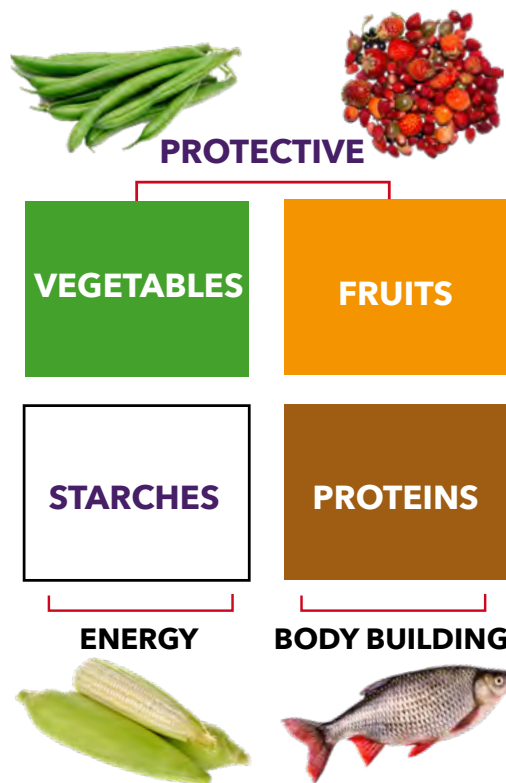 PROTECTIVE
VEGETABLES
FRUITS
STARCHES
PROTEINS
ENERGY
BODY BUILDING